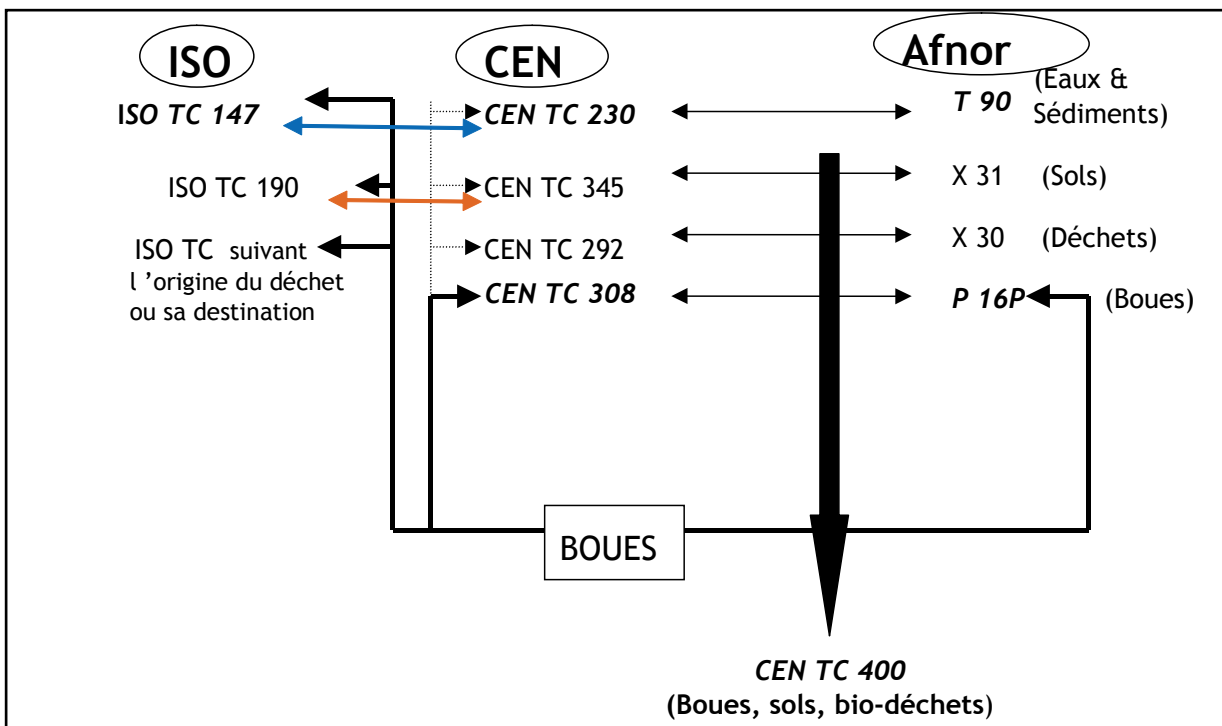 ISO CEN Afnor
ISO TC 147 CEN TC 230 T 90 (Eaux &
Sédiments)
ISO TC 190 CEN TC 345 X 31 (Sols)
ISO TC suivant
l ’origine du déchet
ou sa destination
CEN TC 292 X 30 (Déchets)
CEN TC 308 P 16P (Boues)
BOUES
CEN TC 400
(Boues, sols, bio-déchets)